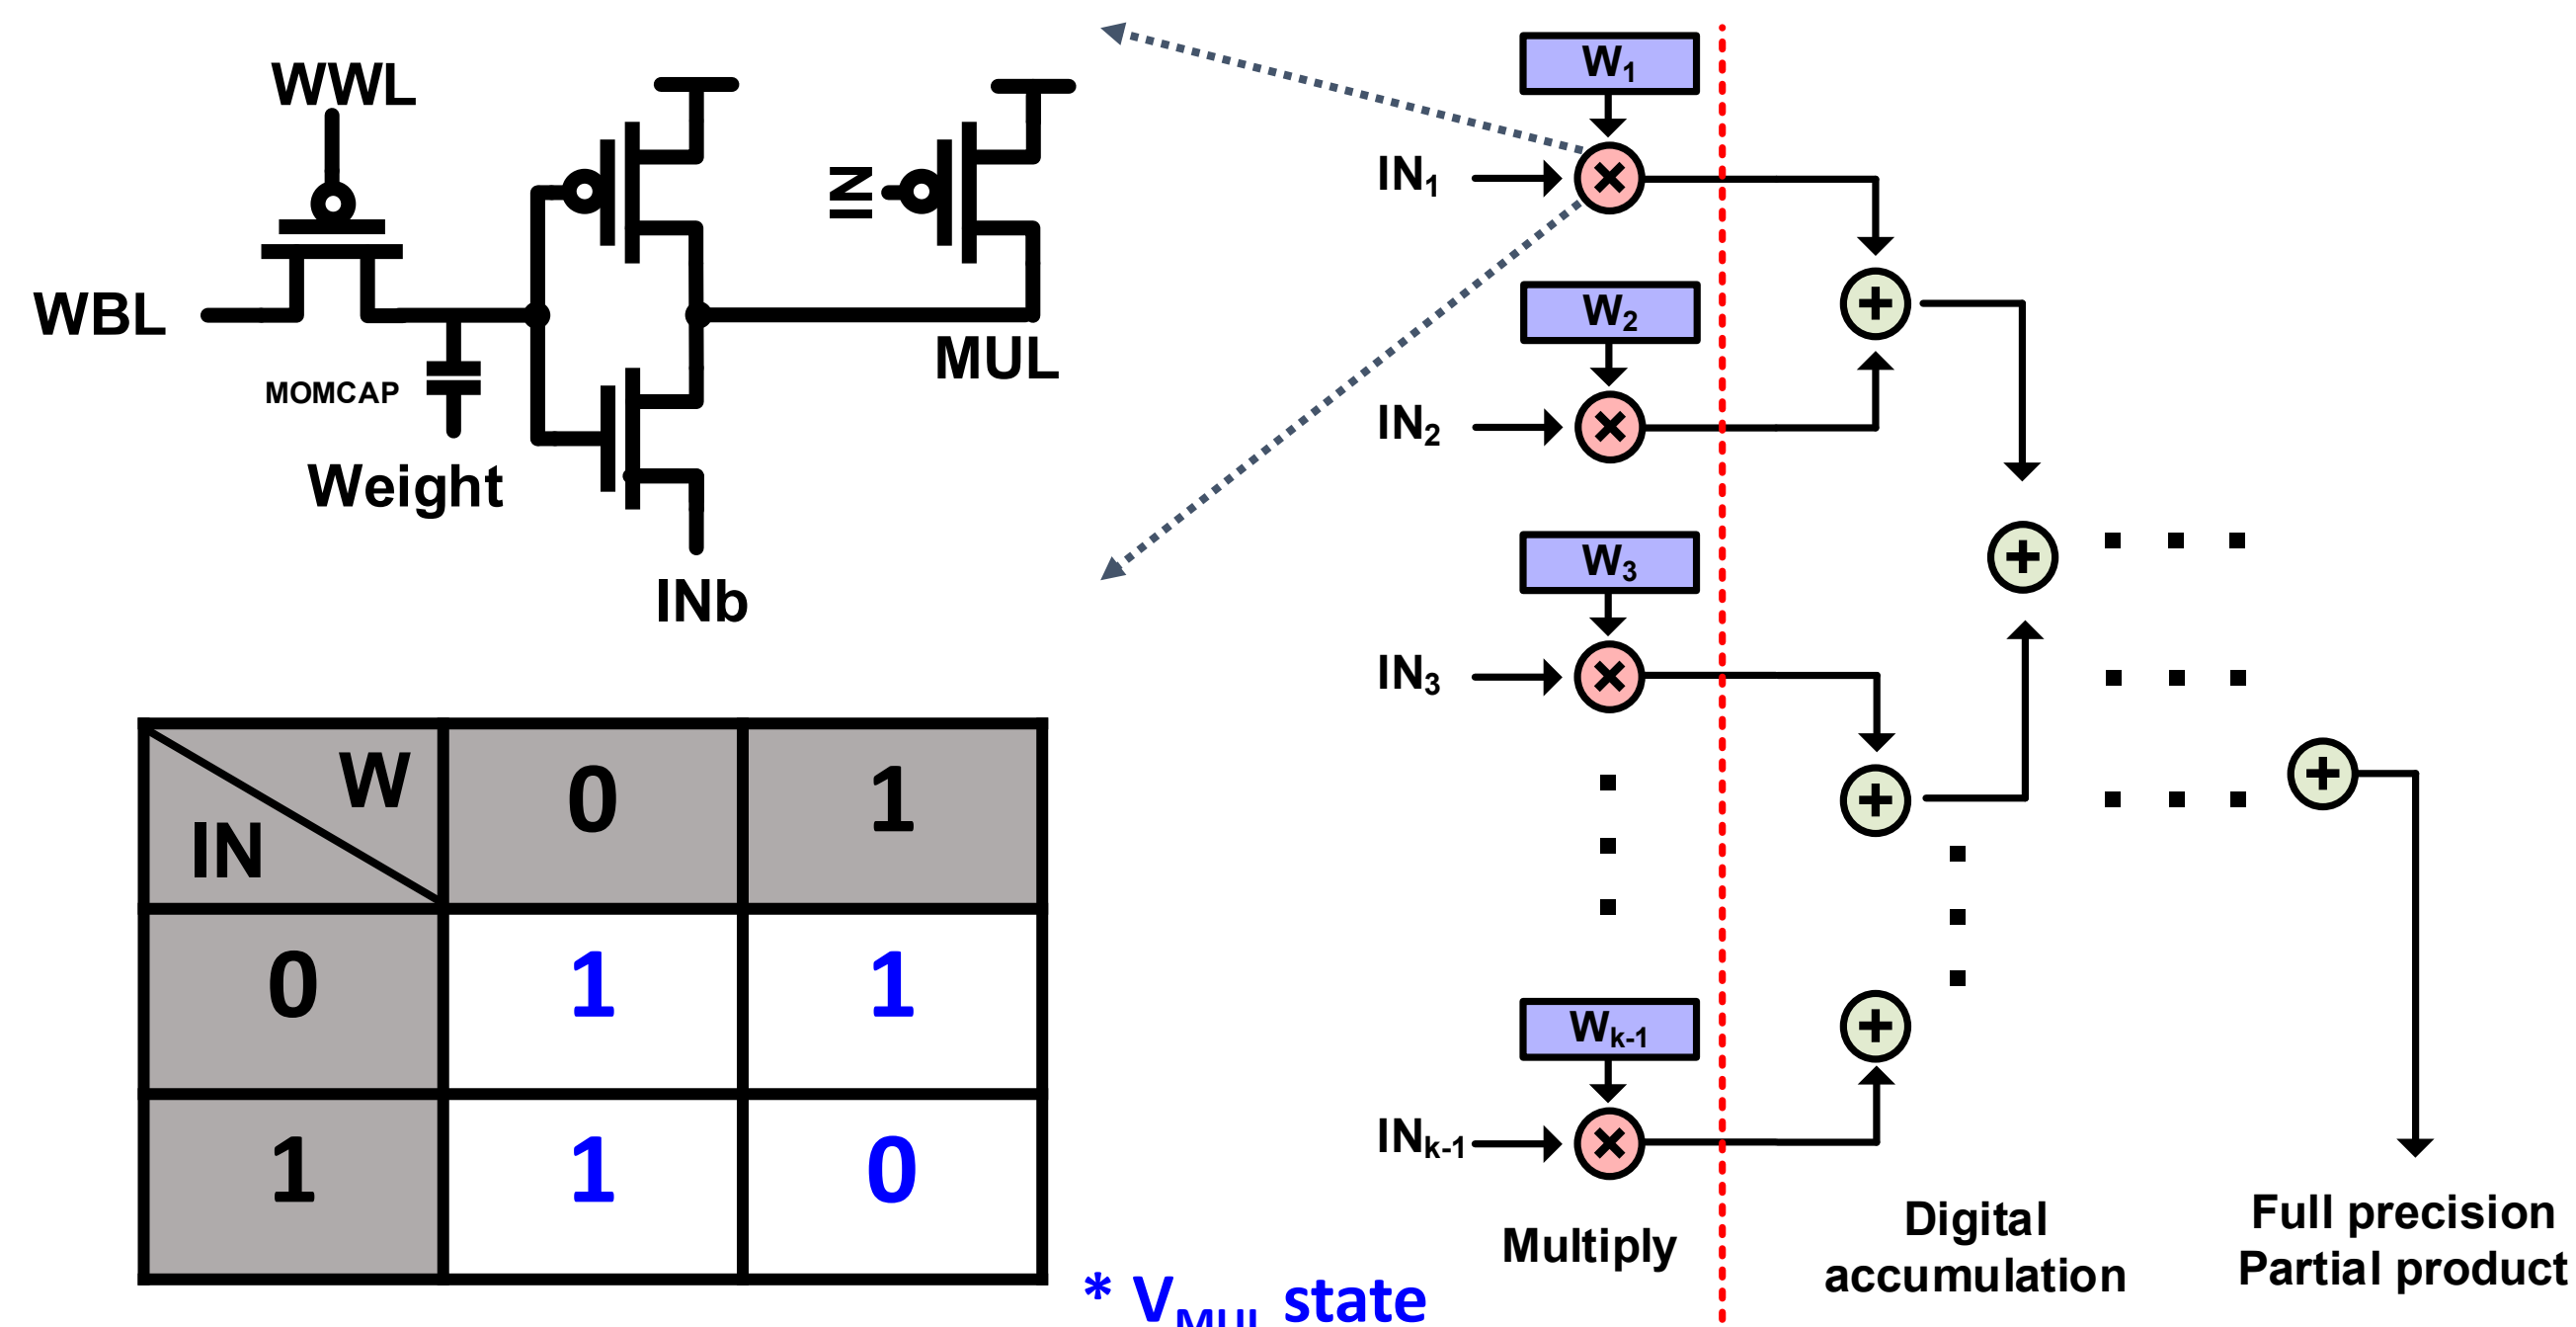 WWL
WBL
MOMCAP
Weight
IN
MUL
INb
W
IN
0
1
0
1
1
1
1
0
* VMUL state
W1
IN1
W2
IN2
W3
IN3
Wk-1
INk-1
Multiply
Digital
accumulation
Full precision
Partial product